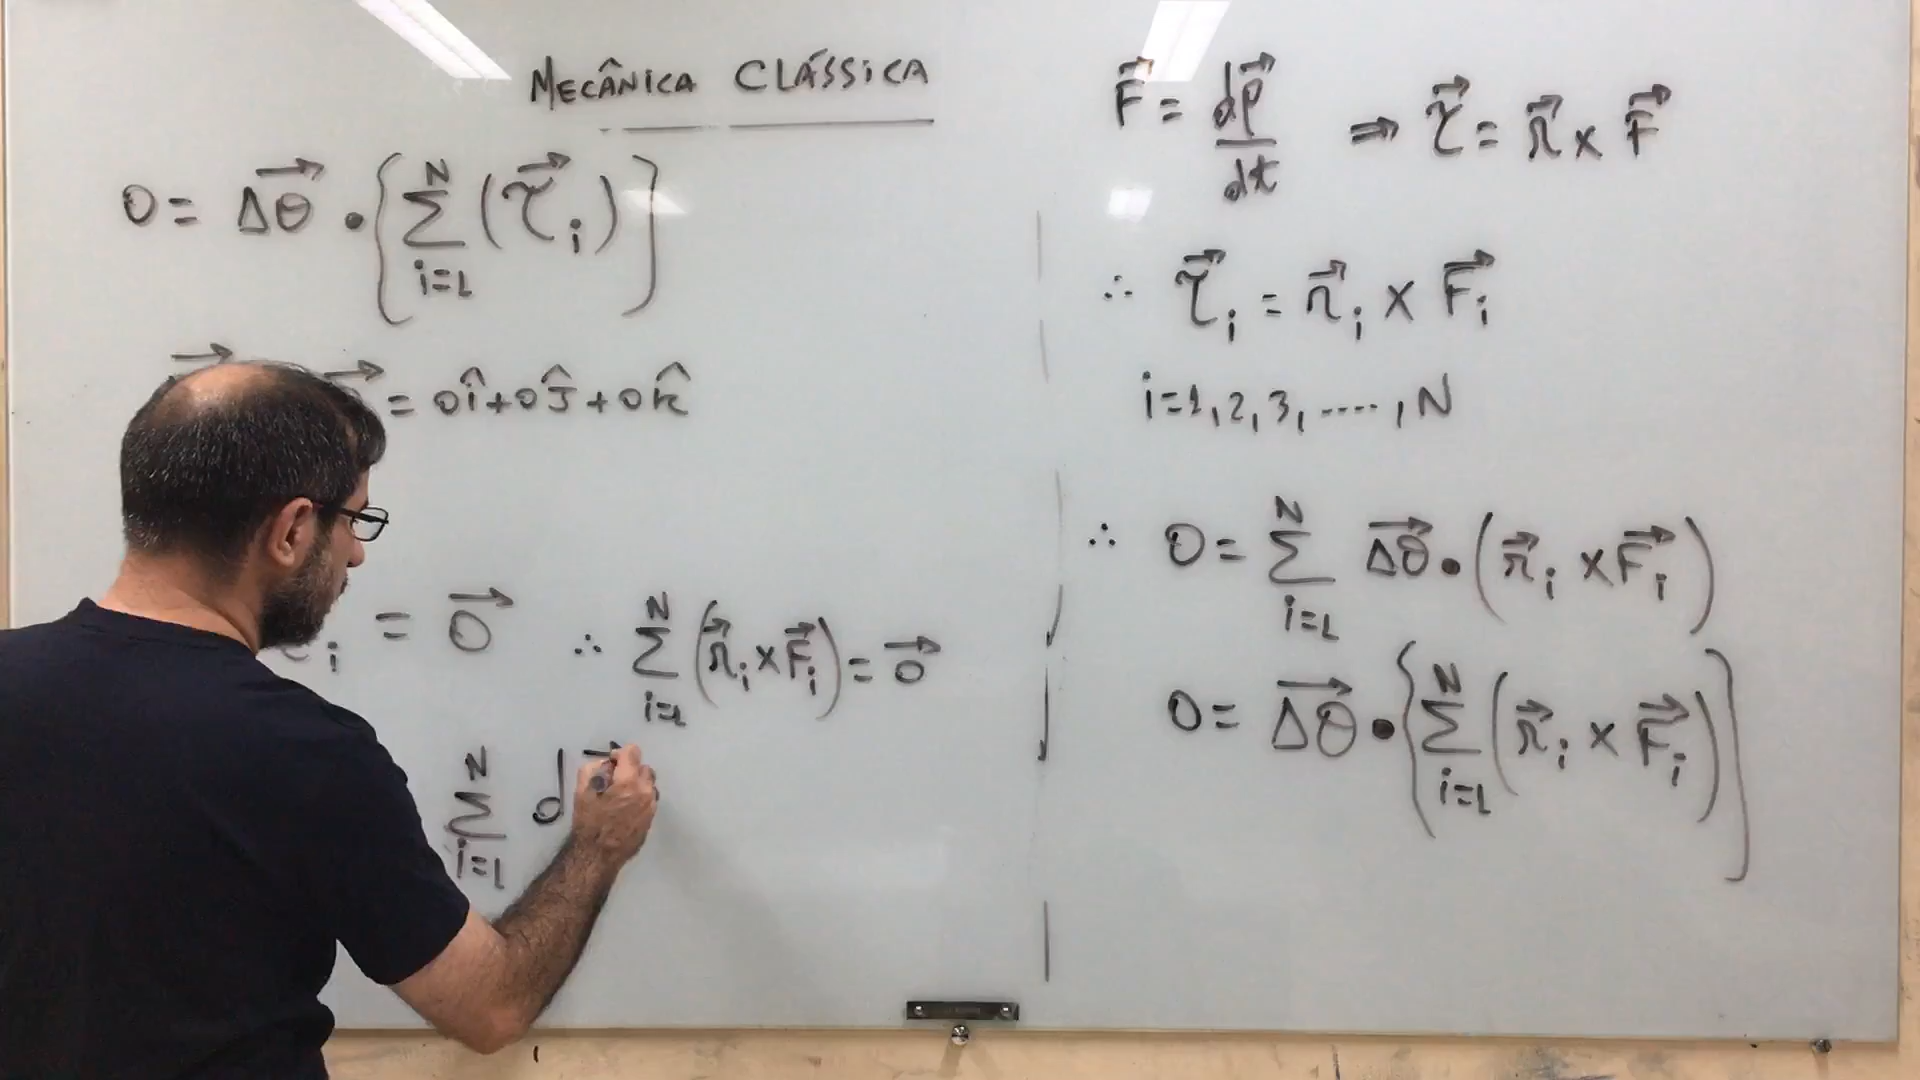 MECÂNICA CLÁSSICA
0 = Δθ⃗ • { Σ_{i=1}^{N} (τ⃗_i) }
= 0î + 0ĵ + 0k̂
i = 0⃗ ∴ Σ_{i=1}^{N} (r⃗_i × F⃗_i) = 0⃗
Σ_{i=1}^{N} d
F⃗ = dp⃗/dt ⇒ τ⃗ = r⃗ × F⃗
∴ τ⃗_i = r⃗_i × F⃗_i
i = 1, 2, 3, ...., N
∴ 0 = Σ_{i=1}^{N} Δθ⃗ • (r⃗_i × F⃗_i)
0 = Δθ⃗ • { Σ_{i=1}^{N} (r⃗_i × F⃗_i) }